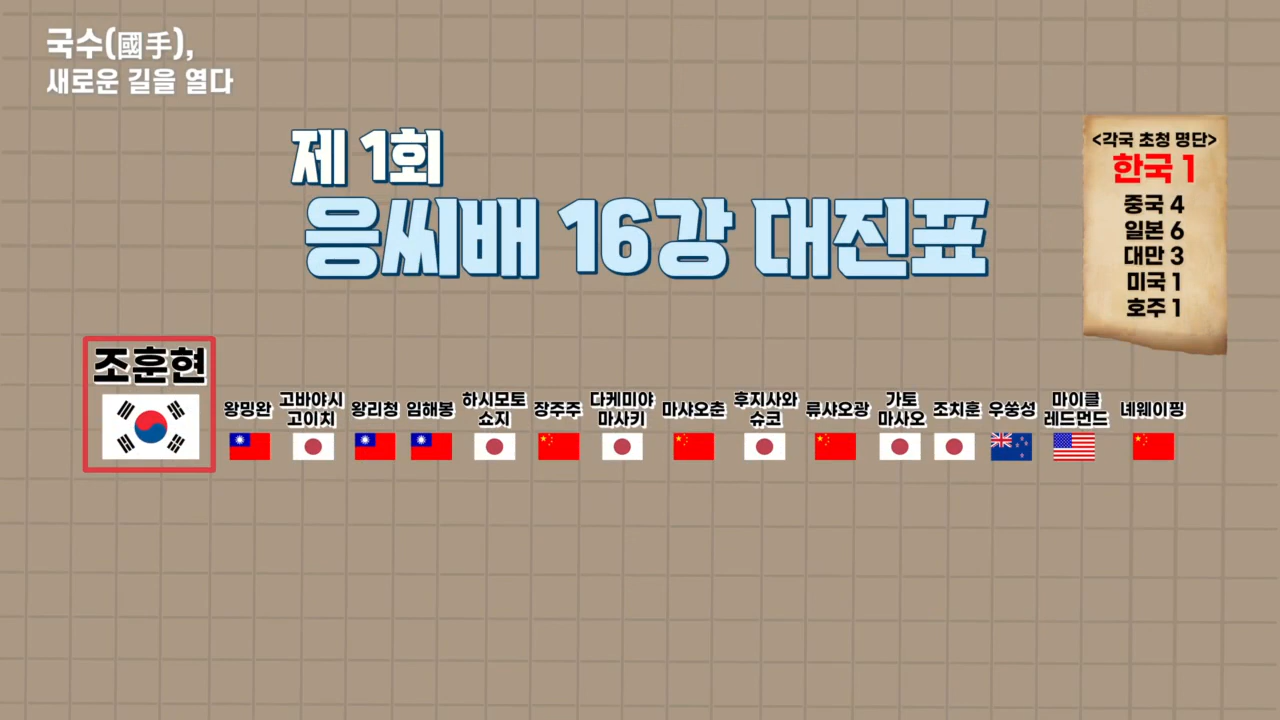 국수(國手),
새로운 길을 열다
제 1회
응씨배 16강 대진표
<각국 초청 명단>
한국 1
중국 4
일본 6
대만 3
미국 1
호주 1
조훈현
왕밍완
고바야시
고이치
왕리청
임해봉
하시모토
쇼지
장주주
다케미야
마사키
마샤오춘
후지사와
슈코
류샤오광
가토
마사오
조치훈
우쑹성
마이클
레드먼드
녜웨이핑